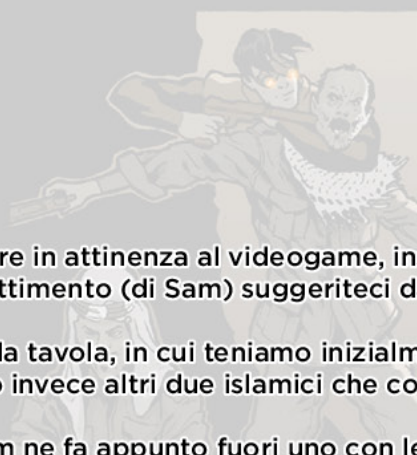 re in attinenza al videogame, in
ttimento (di Sam) suggeriteci d
la tavola, in cui teniamo inizialm
o invece altri due islamici che co
m ne fa appunto fuori uno con le